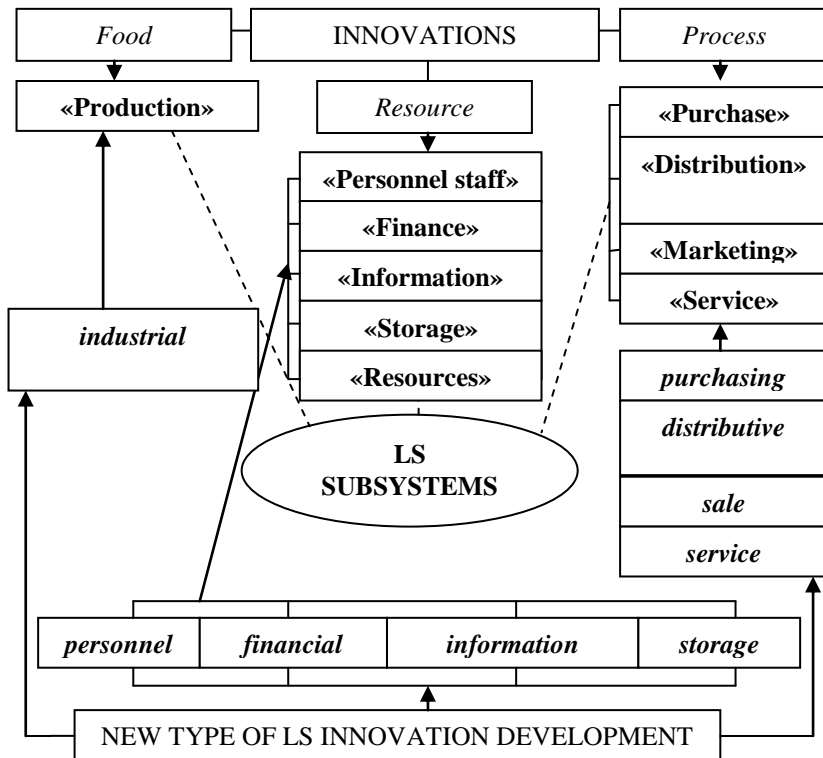 Food
INNOVATIONS
Process
«Production»
Resource
«Purchase»
«Personnel staff»
«Distribution»
«Finance»
«Information»
«Marketing»
«Storage»
«Service»
«Resources»
industrial
purchasing
distributive
sale
service
LS
SUBSYSTEMS
personnel
financial
information
storage
NEW TYPE OF LS INNOVATION DEVELOPMENT